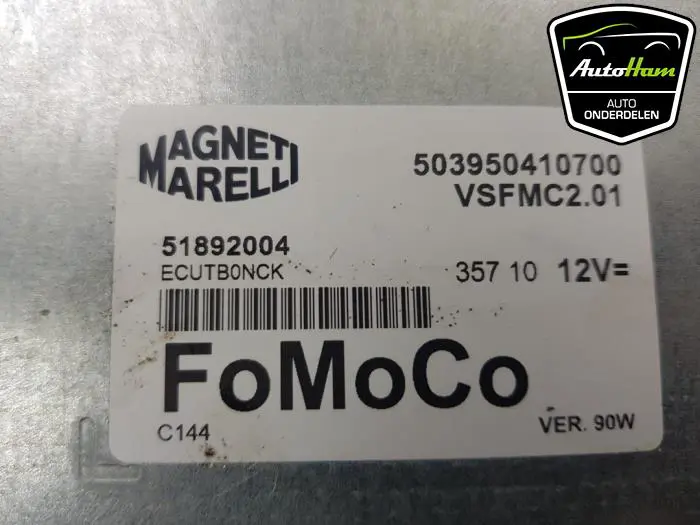 AutoHam
AUTO
ONDERDELEN
MAGNETI
MARELLI
503950410700
VSFMC2.01
51892004
ECUTB0NCK
357 10 12V=
FoMoCo
C144
VER. 90W